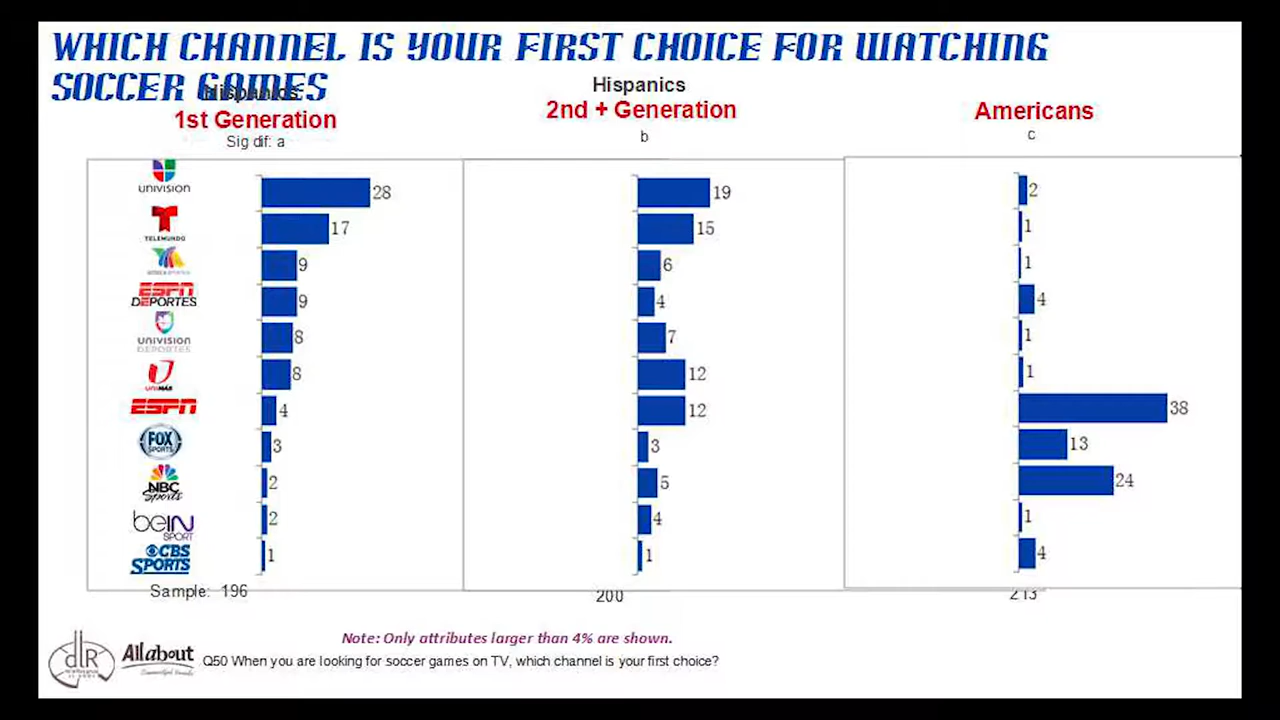 WHICH CHANNEL IS YOUR FIRST CHOICE FOR WATCHING
SOCCER GAMES
Hispanics
1st Generation
Sig dif: a
Hispanics
2nd + Generation
b
Americans
c
UNIVISION 28 19 2
TELEMUNDO 17 15 1
9 6 1
ESPN DEPORTES 9 4 4
UNIVISION DEPORTES 8 7 1
UNIMÁS 8 12 1
ESPN 4 12 38
FOX SPORTS 3 3 13
NBC Sports 2 5 24
beIN SPORT 2 4 1
CBS SPORTS 1 1 4
Sample: 196 200 213
Note: Only attributes larger than 4% are shown.
dlR
All about
Q50 When you are looking for soccer games on TV, which channel is your first choice?